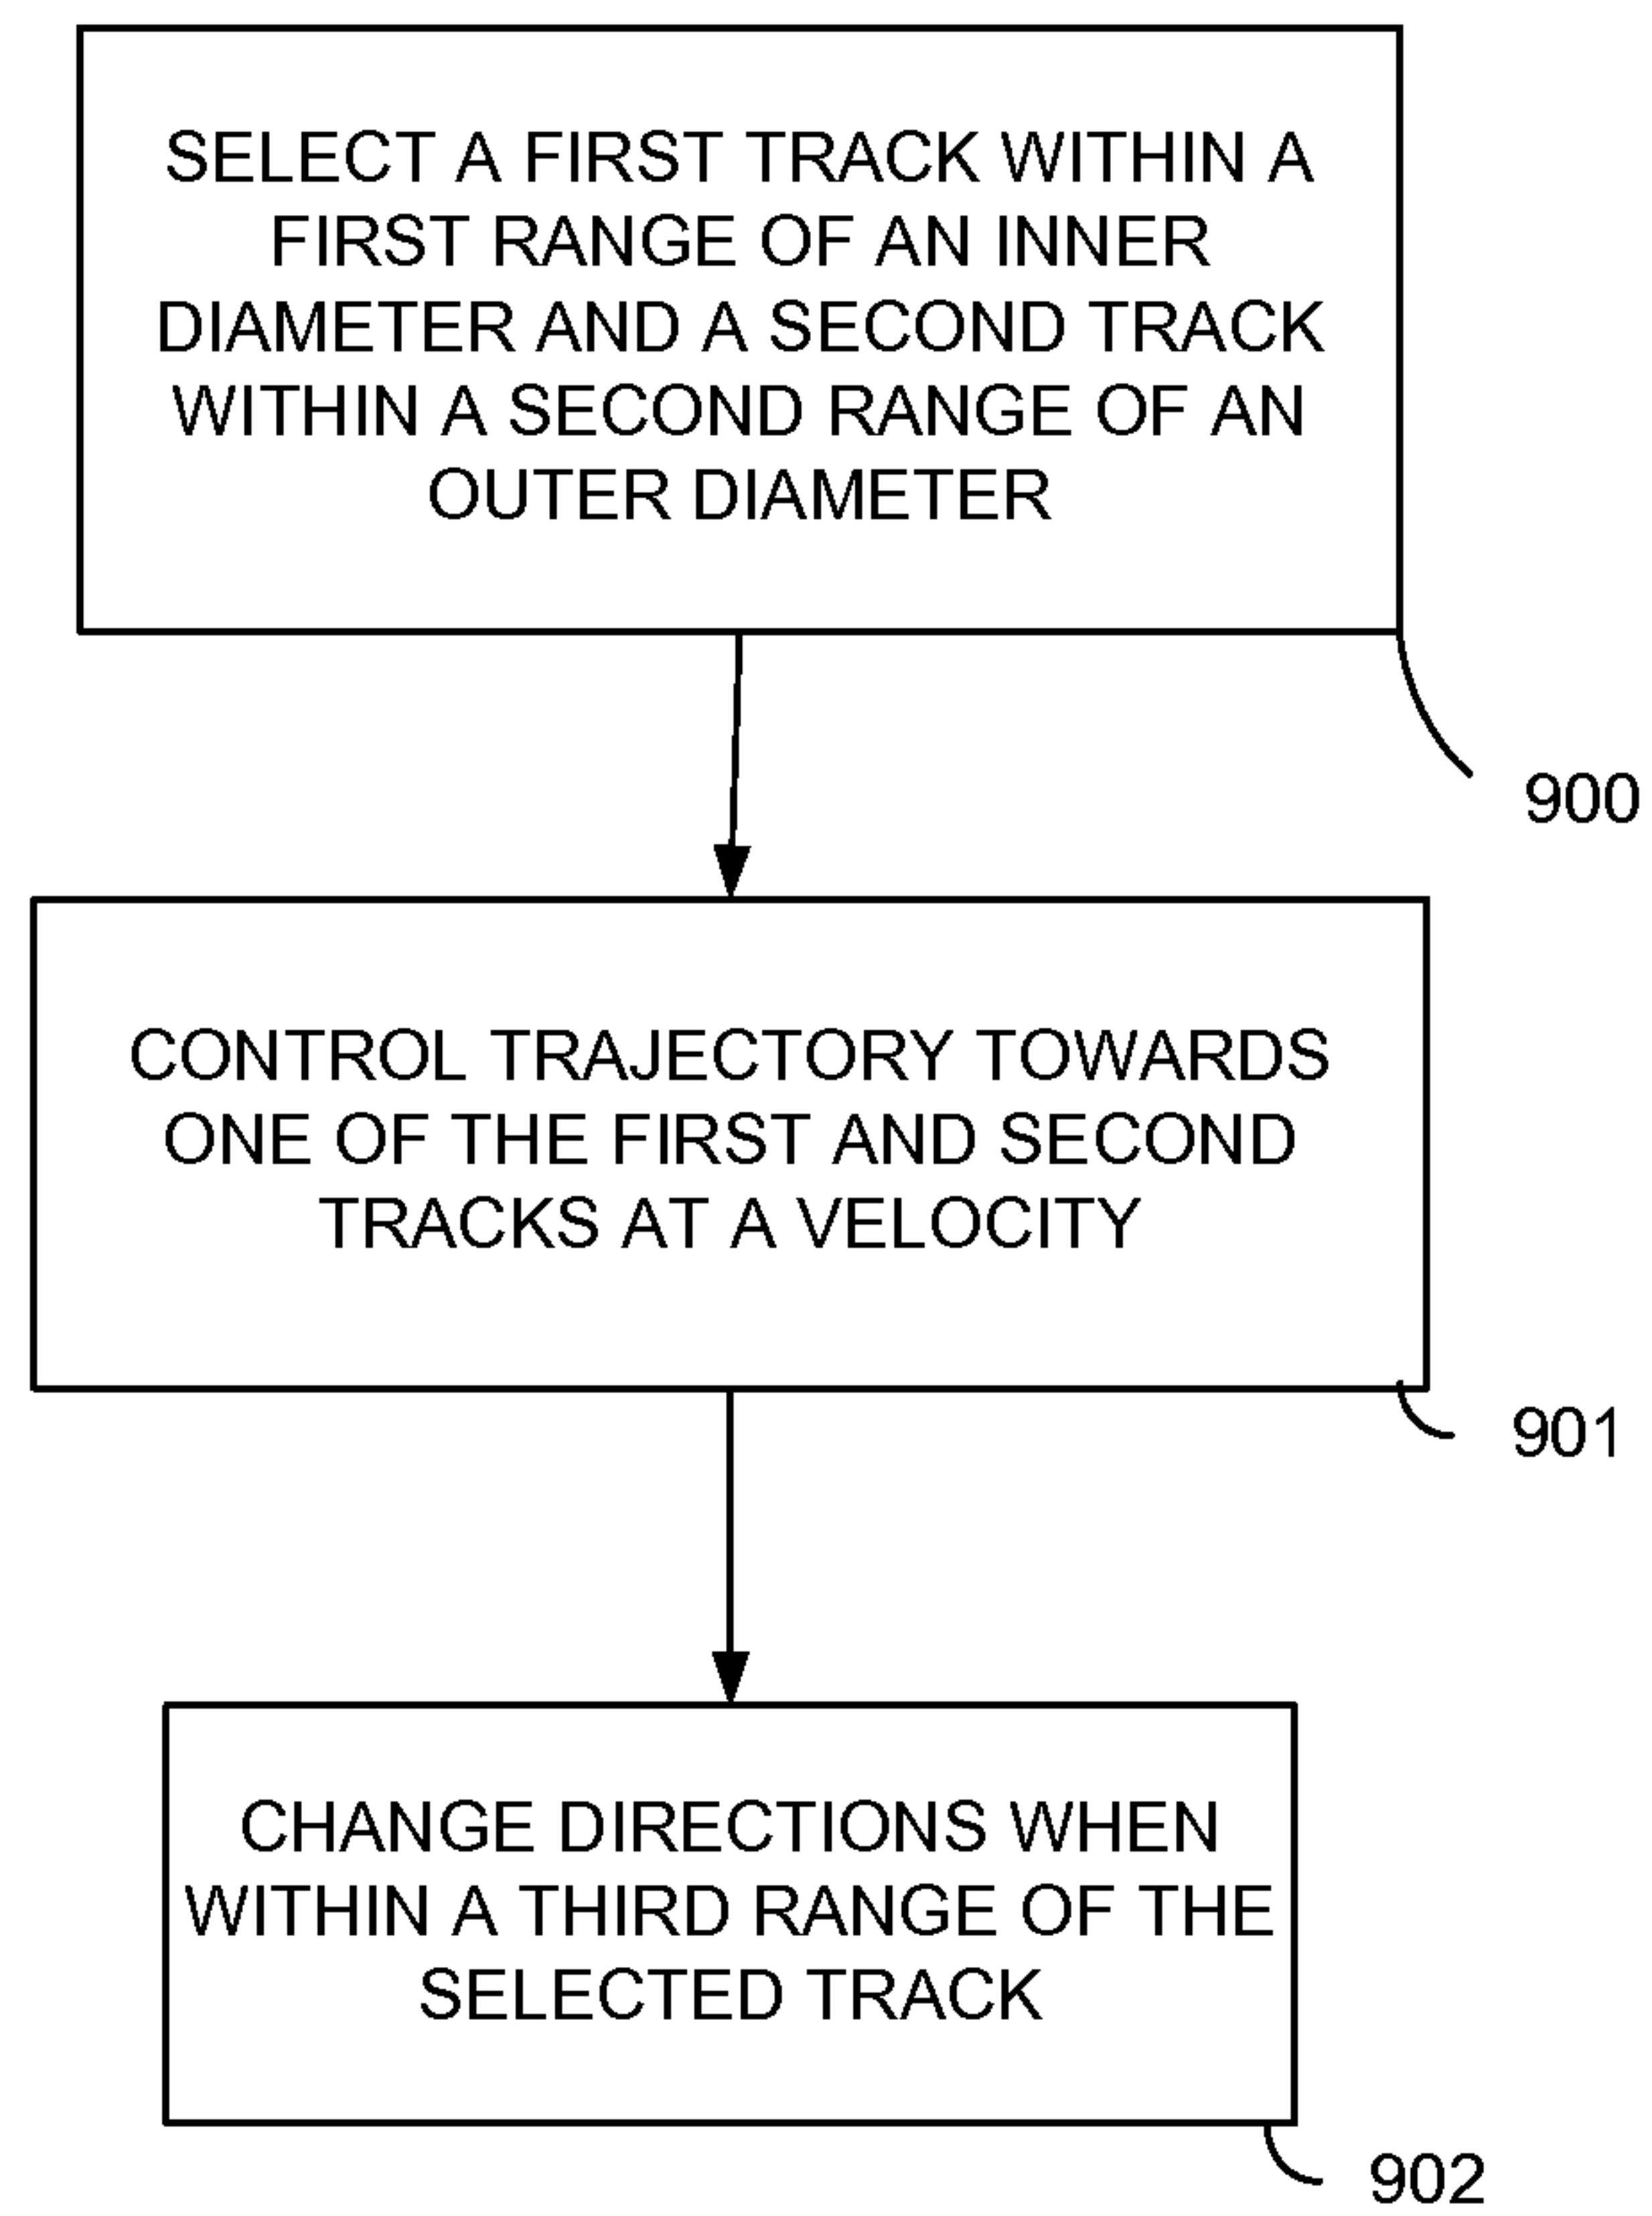 SELECT A FIRST TRACK WITHIN A
FIRST RANGE OF AN INNER
DIAMETER AND A SECOND TRACK
WITHIN A SECOND RANGE OF AN
OUTER DIAMETER
900
CONTROL TRAJECTORY TOWARDS
ONE OF THE FIRST AND SECOND
TRACKS AT A VELOCITY
901
CHANGE DIRECTIONS WHEN
WITHIN A THIRD RANGE OF THE
SELECTED TRACK
902